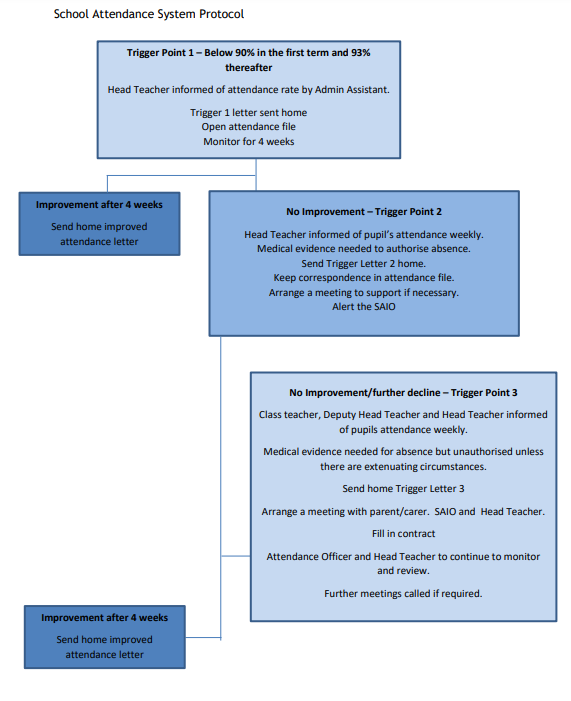 School Attendance System Protocol
Trigger Point 1 – Below 90% in the first term and 93%
thereafter
Head Teacher informed of attendance rate by Admin Assistant.
Trigger 1 letter sent home
Open attendance file
Monitor for 4 weeks
Improvement after 4 weeks
Send home improved
attendance letter
No Improvement – Trigger Point 2
Head Teacher informed of pupil's attendance weekly.
Medical evidence needed to authorise absence.
Send Trigger Letter 2 home.
Keep correspondence in attendance file.
Arrange a meeting to support if necessary.
Alert the SAIO
No Improvement/further decline – Trigger Point 3
Class teacher, Deputy Head Teacher and Head Teacher informed
of pupils attendance weekly.
Medical evidence needed for absence but unauthorised unless
there are extenuating circumstances.
Send home Trigger Letter 3
Arrange a meeting with parent/carer.  SAIO and  Head Teacher.
Fill in contract
Attendance Officer and Head Teacher to continue to monitor
and review.
Further meetings called if required.
Improvement after 4 weeks
Send home improved
attendance letter